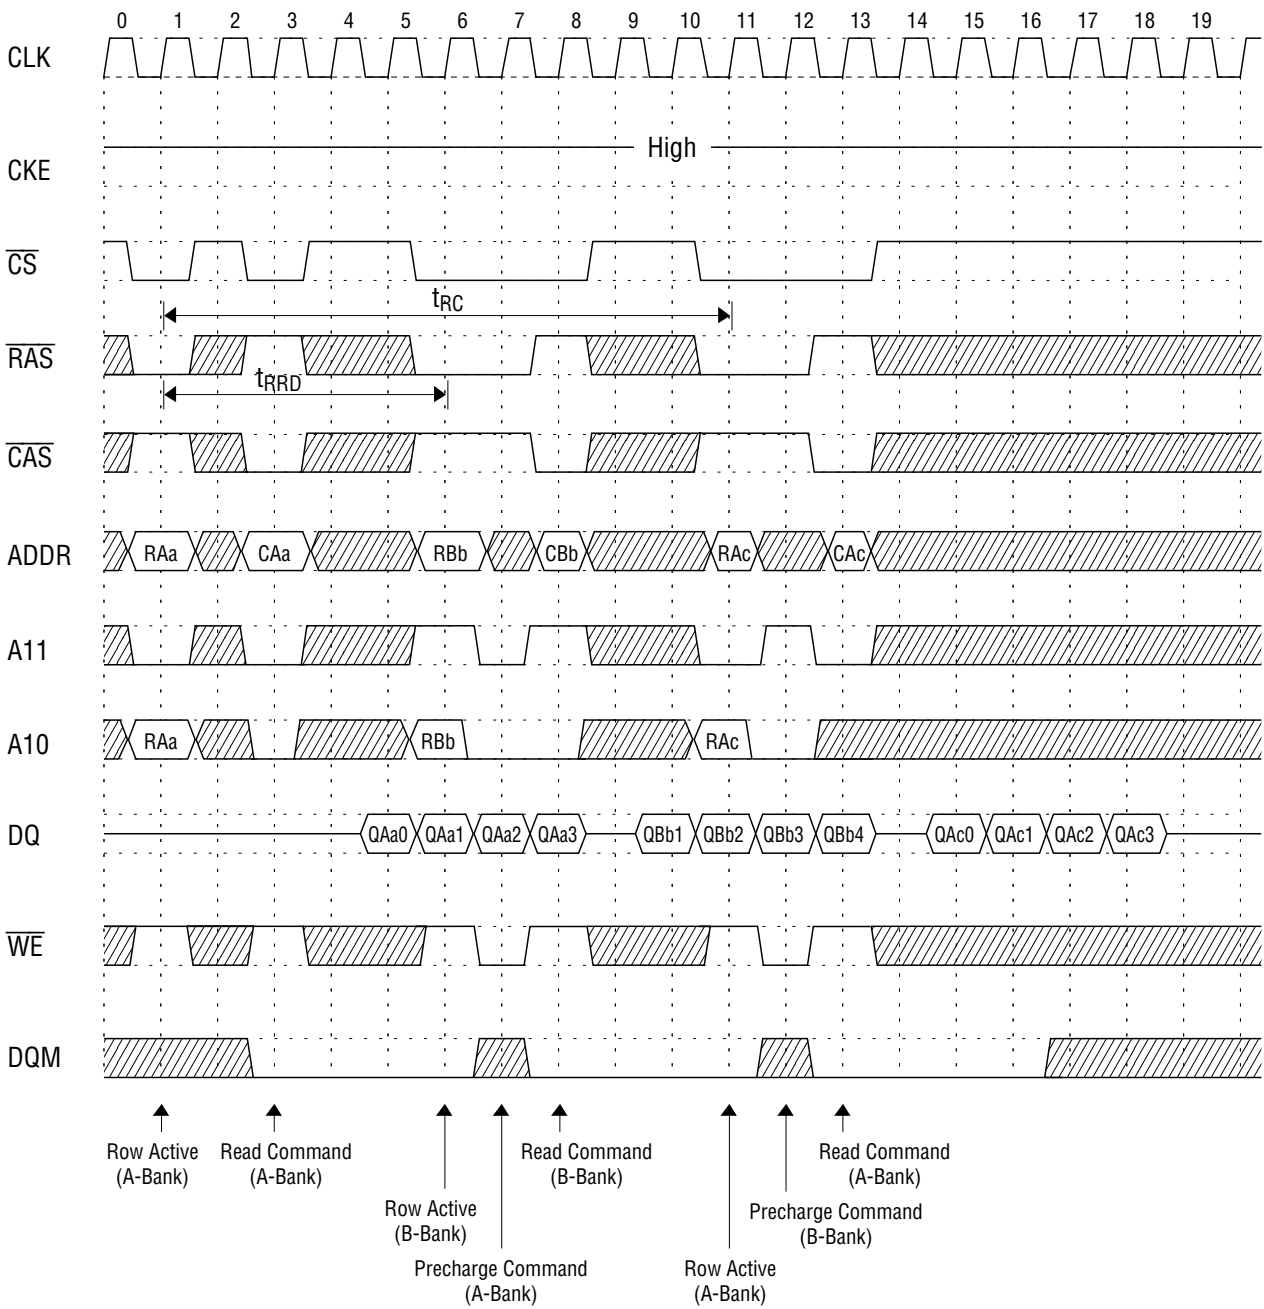 0 1 2 3 4 5 6 7 8 9 10 11 12 13 14 15 16 17 18 19
CLK
High
CKE
CS
tRC
RAS
tRRD
CAS
ADDR RAa CAa RBb CBb RAc CAc
A11
A10 RAa RBb RAc
DQ QAa0 QAa1 QAa2 QAa3 QBb1 QBb2 QBb3 QBb4 QAc0 QAc1 QAc2 QAc3
WE
DQM
Row Active
(A-Bank)
Read Command
(A-Bank)
Read Command
(B-Bank)
Read Command
(A-Bank)
Row Active
(B-Bank)
Precharge Command
(B-Bank)
Precharge Command
(A-Bank)
Row Active
(A-Bank)